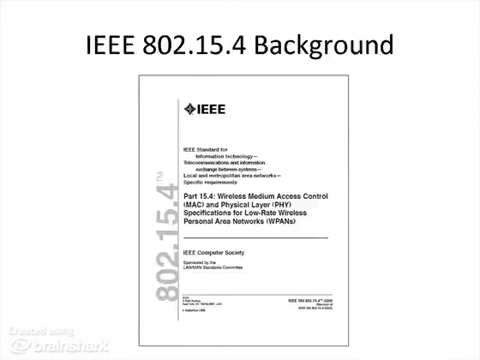 IEEE 802.15.4 Background
IEEE
IEEE Standard for
Information technology—
Telecommunications and information
exchange between systems—
Local and metropolitan area networks—
Specific requirements
Part 15.4: Wireless Medium Access Control
(MAC) and Physical Layer (PHY)
Specifications for Low-Rate Wireless
Personal Area Networks (WPANs)
802.15.4™
IEEE Computer Society
Sponsored by the
LAN/MAN Standards Committee
Created using
brainshark